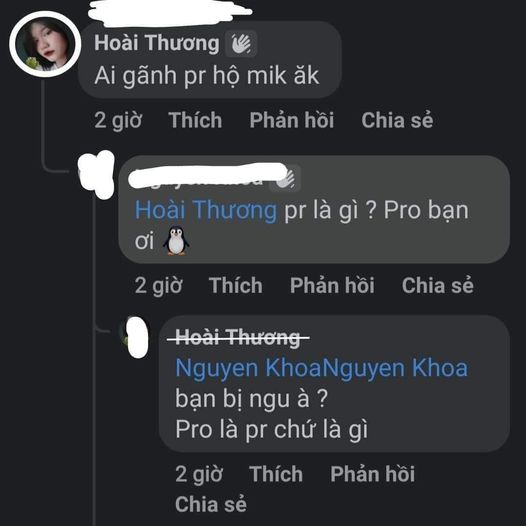 Hoài Thương
Ai gãnh pr hộ mik ăk
2 giờ Thích Phản hồi Chia sẻ
Hoài Thương pr là gì ? Pro bạn
ơi
2 giờ Thích Phản hồi Chia sẻ
Hoài Thương
Nguyen KhoaNguyen Khoa
bạn bị ngu à ?
Pro là pr chứ là gì
2 giờ Thích Phản hồi
Chia sẻ